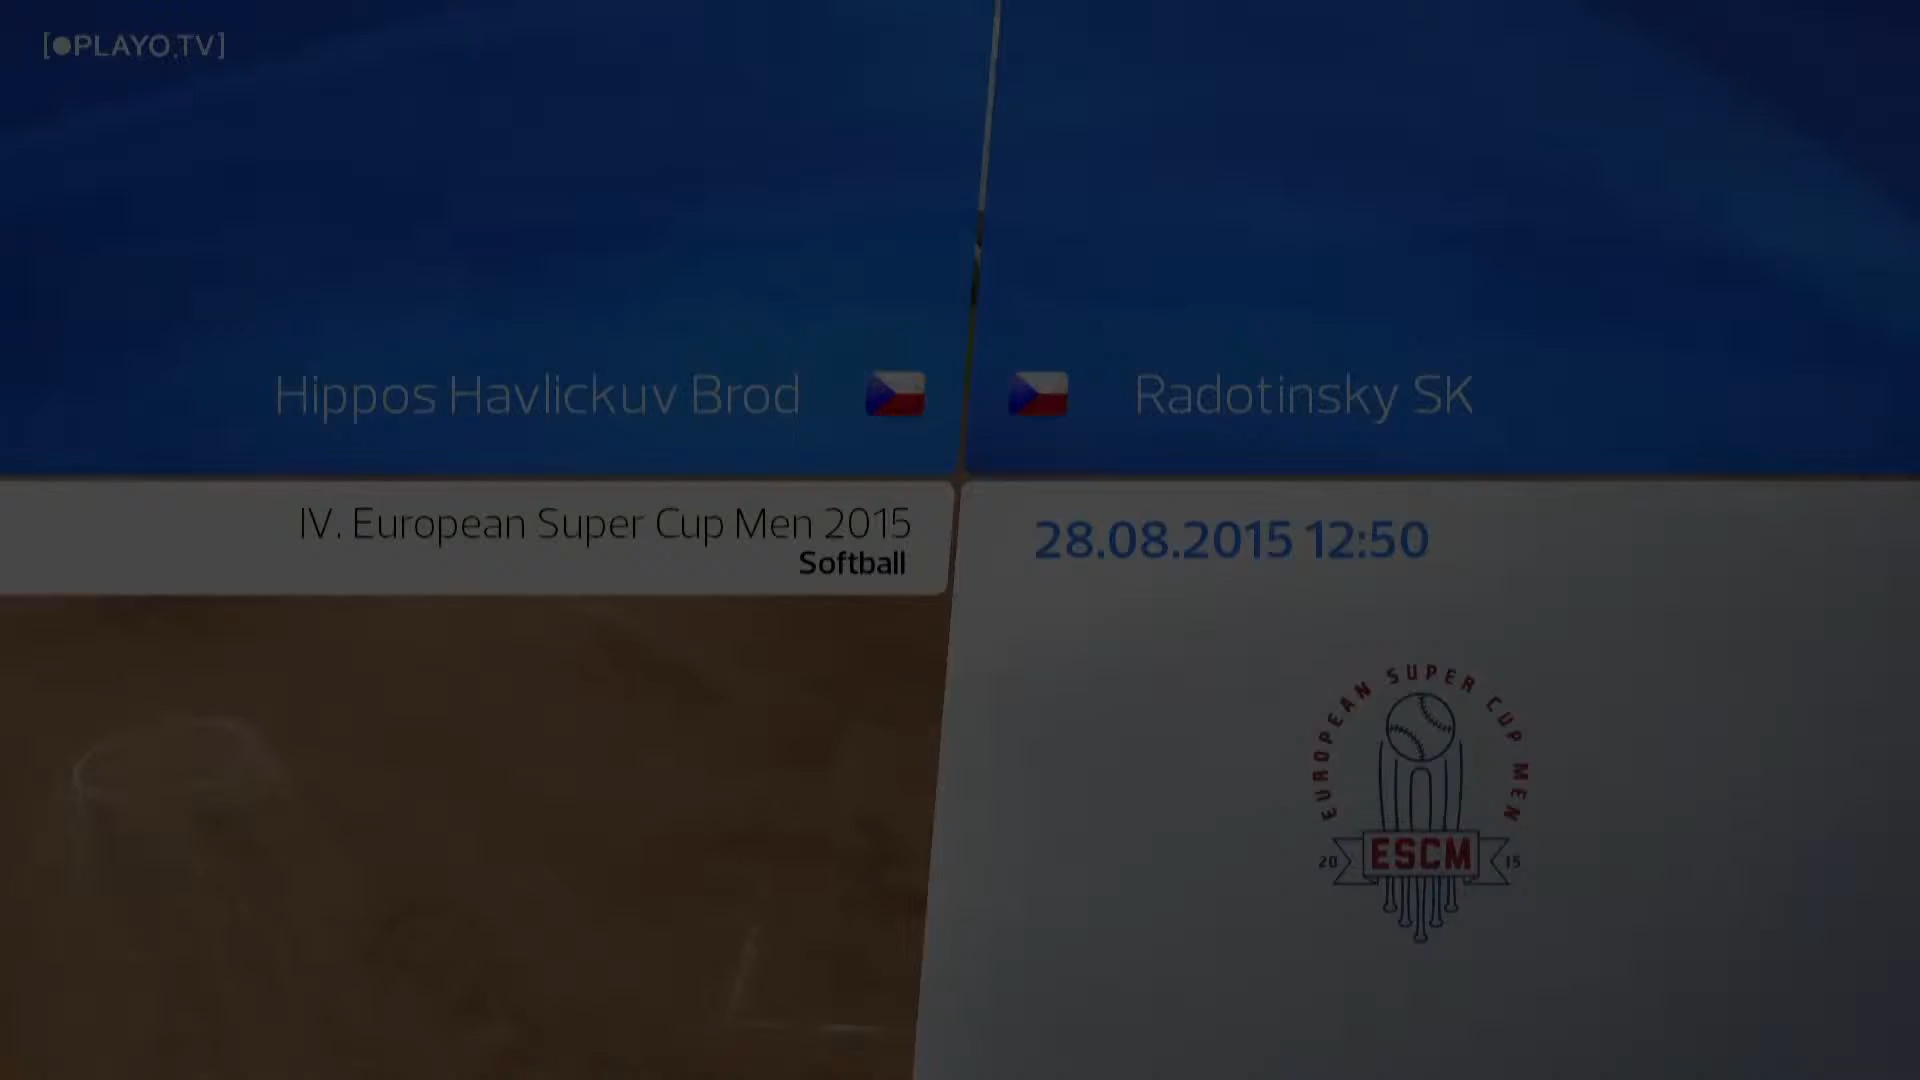 [●PLAYO.TV]
Hippos Havlickuv Brod
Radotinsky SK
IV. European Super Cup Men 2015
Softball
28.08.2015 12:50
EUROPEAN SUPER CUP MEN
20 ESCM 15